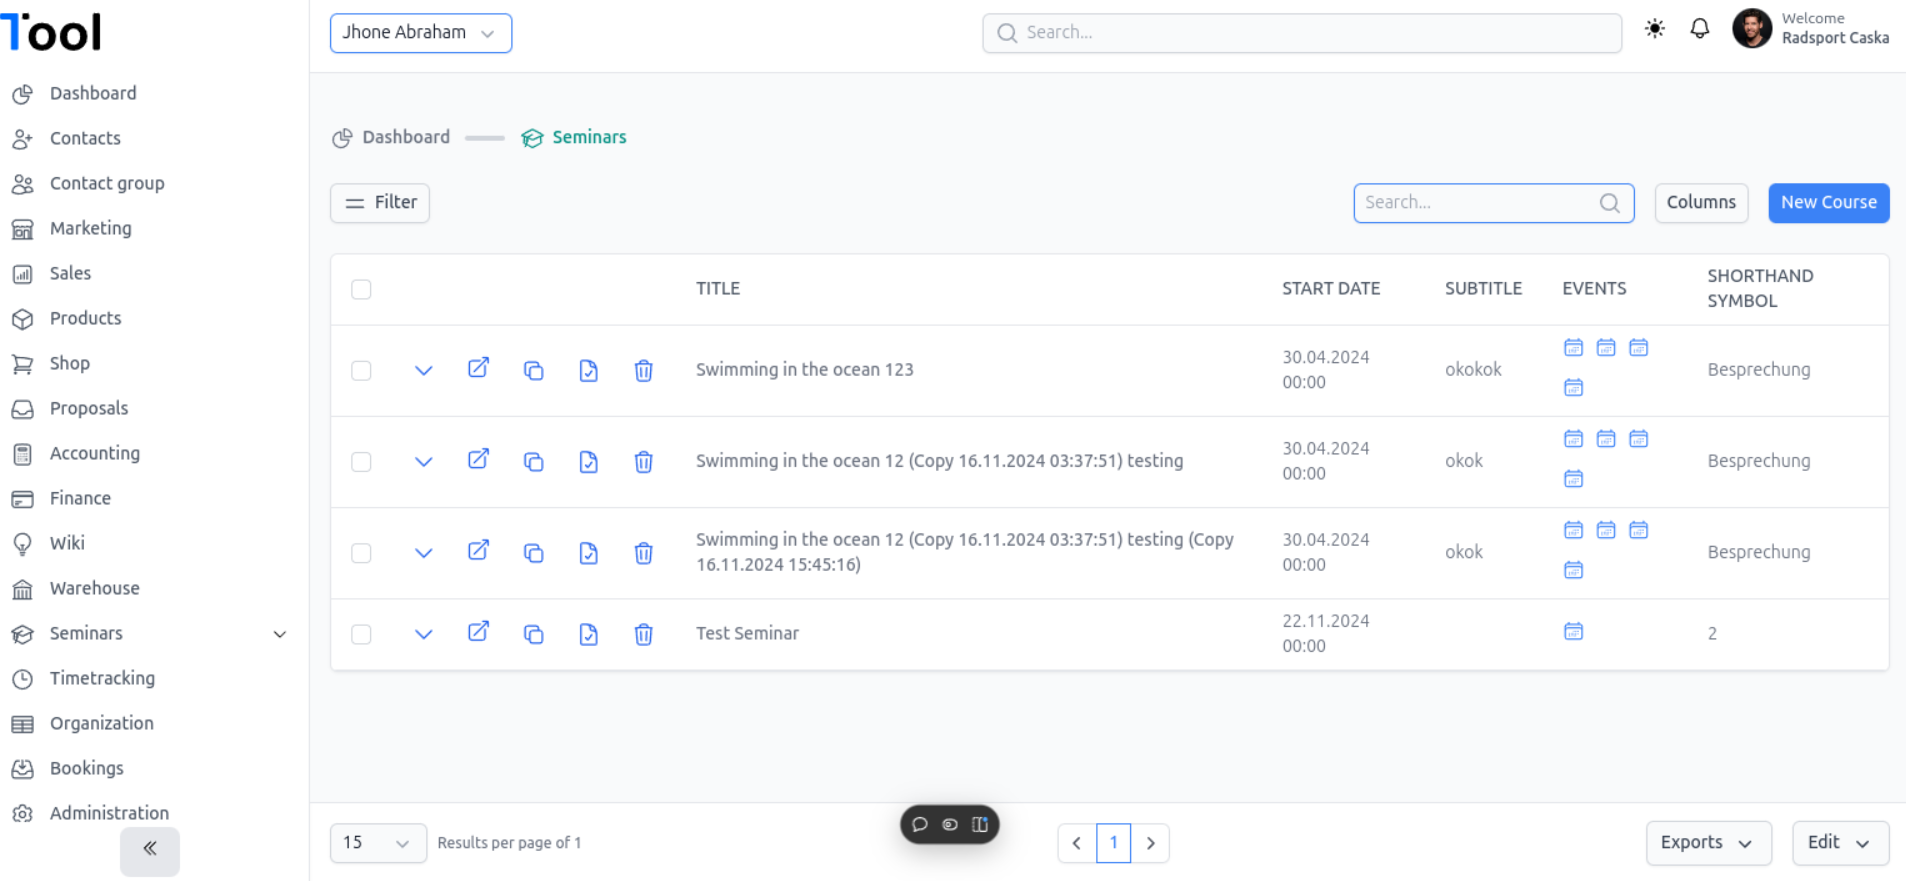 Tool
Jhone Abraham
Search...
Welcome
Radsport Caska
Dashboard
Contacts
Contact group
Marketing
Sales
Products
Shop
Proposals
Accounting
Finance
Wiki
Warehouse
Seminars
Timetracking
Organization
Bookings
Administration
Dashboard Seminars
Filter
Search...
Columns
New Course
TITLE START DATE SUBTITLE EVENTS SHORTHAND
SYMBOL
Swimming in the ocean 123 30.04.2024
00:00 okokok Besprechung
Swimming in the ocean 12 (Copy 16.11.2024 03:37:51) testing 30.04.2024
00:00 okok Besprechung
Swimming in the ocean 12 (Copy 16.11.2024 03:37:51) testing (Copy
16.11.2024 15:45:16) 30.04.2024
00:00 okok Besprechung
Test Seminar 22.11.2024
00:00 2
15 Results per page of 1
1
Exports
Edit